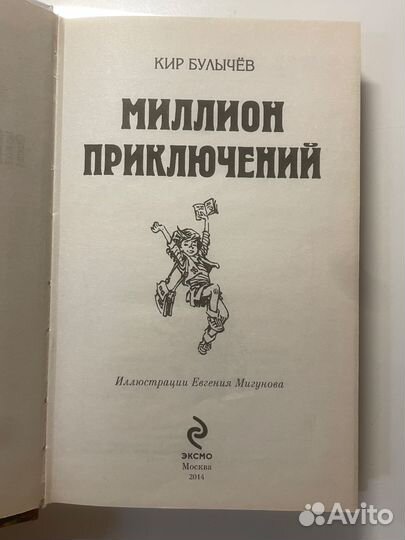 КИР БУЛЫЧЁВ
МИЛЛИОН
ПРИКЛЮЧЕНИЙ
Иллюстрации Евгения Мигунова
ЭКСМО
Москва
2014
Avito